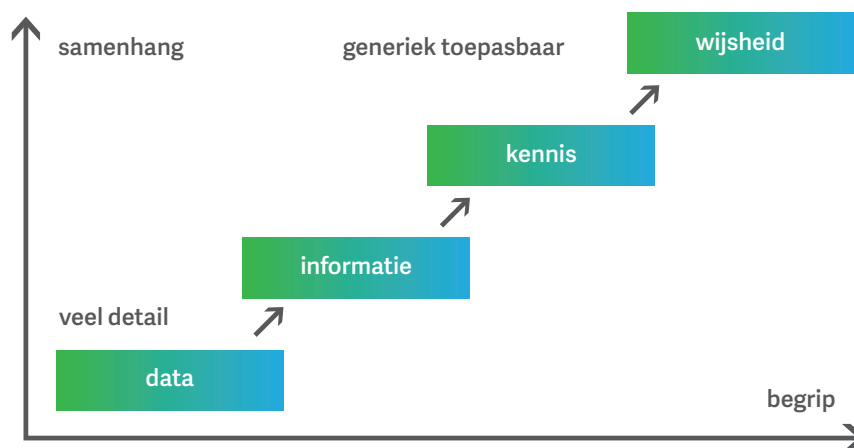 samenhang
generiek toepasbaar
wijsheid
kennis
informatie
veel detail
data
begrip